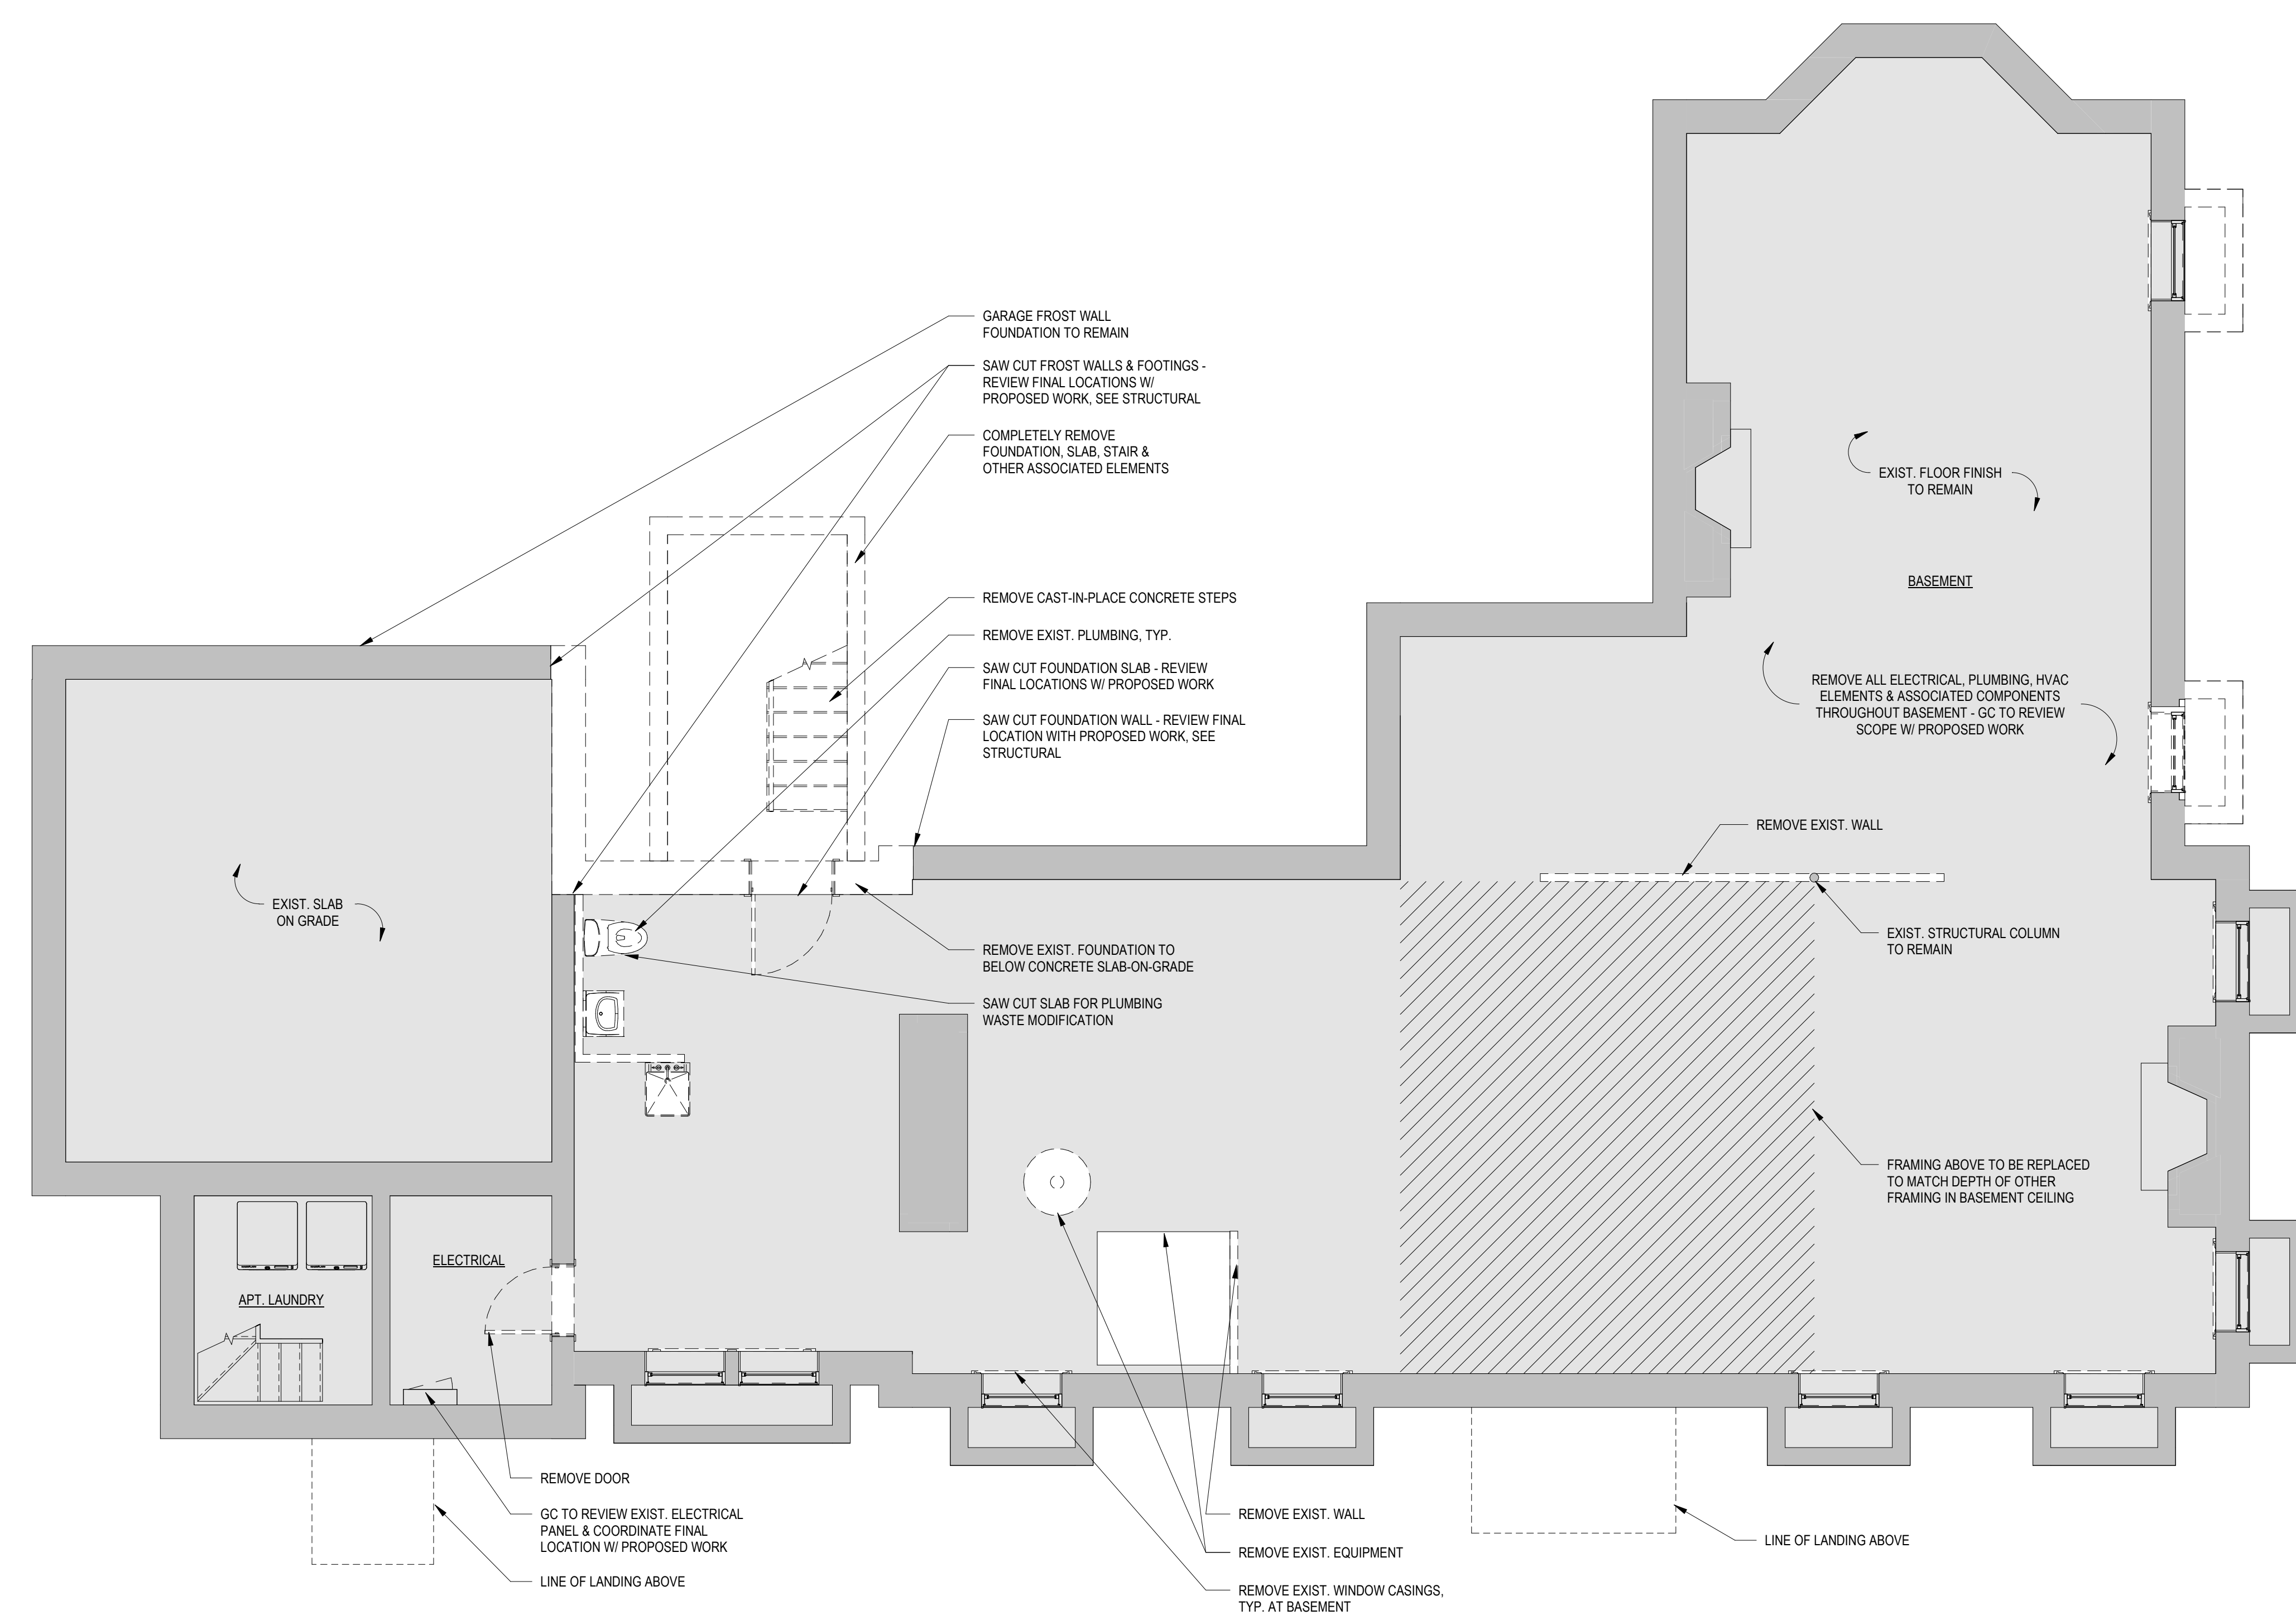 GARAGE FROST WALL
FOUNDATION TO REMAIN
SAW CUT FROST WALLS & FOOTINGS -
REVIEW FINAL LOCATIONS W/
PROPOSED WORK, SEE STRUCTURAL
COMPLETELY REMOVE
FOUNDATION, SLAB, STAIR &
OTHER ASSOCIATED ELEMENTS
REMOVE CAST-IN-PLACE CONCRETE STEPS
REMOVE EXIST. PLUMBING, TYP.
SAW CUT FOUNDATION SLAB - REVIEW
FINAL LOCATIONS W/ PROPOSED WORK
SAW CUT FOUNDATION WALL - REVIEW FINAL
LOCATION WITH PROPOSED WORK, SEE
STRUCTURAL
EXIST. FLOOR FINISH
TO REMAIN
BASEMENT
REMOVE ALL ELECTRICAL, PLUMBING, HVAC
ELEMENTS & ASSOCIATED COMPONENTS
THROUGHOUT BASEMENT - GC TO REVIEW
SCOPE W/ PROPOSED WORK
REMOVE EXIST. WALL
EXIST. SLAB
ON GRADE
EXIST. STRUCTURAL COLUMN
TO REMAIN
REMOVE EXIST. FOUNDATION TO
BELOW CONCRETE SLAB-ON-GRADE
SAW CUT SLAB FOR PLUMBING
WASTE MODIFICATION
FRAMING ABOVE TO BE REPLACED
TO MATCH DEPTH OF OTHER
FRAMING IN BASEMENT CEILING
ELECTRICAL
APT. LAUNDRY
REMOVE DOOR
GC TO REVIEW EXIST. ELECTRICAL
PANEL & COORDINATE FINAL
LOCATION W/ PROPOSED WORK
LINE OF LANDING ABOVE
REMOVE EXIST. WALL
REMOVE EXIST. EQUIPMENT
REMOVE EXIST. WINDOW CASINGS,
TYP. AT BASEMENT
LINE OF LANDING ABOVE